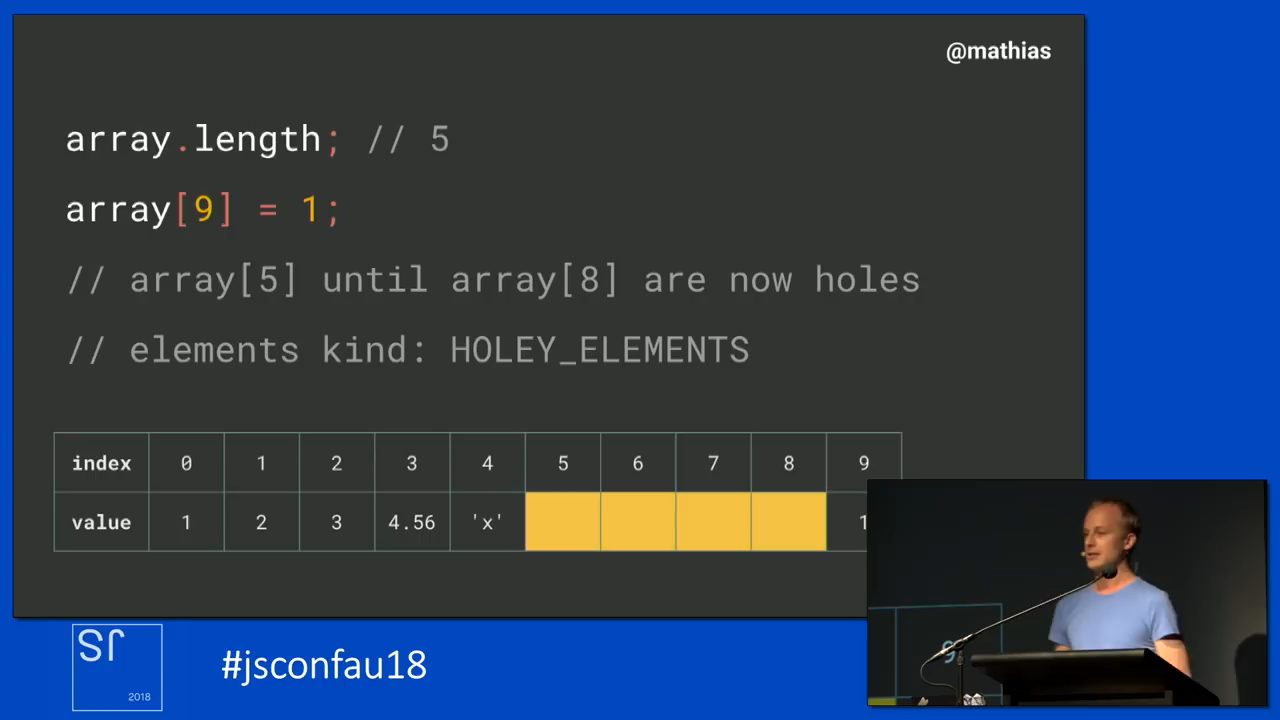 @mathias
array.length; // 5
array[9] = 1;
// array[5] until array[8] are now holes
// elements kind: HOLEY_ELEMENTS
index 0 1 2 3 4 5 6 7 8 9
value 1 2 3 4.56 'x' 1
JS
2018
#jsconfau18